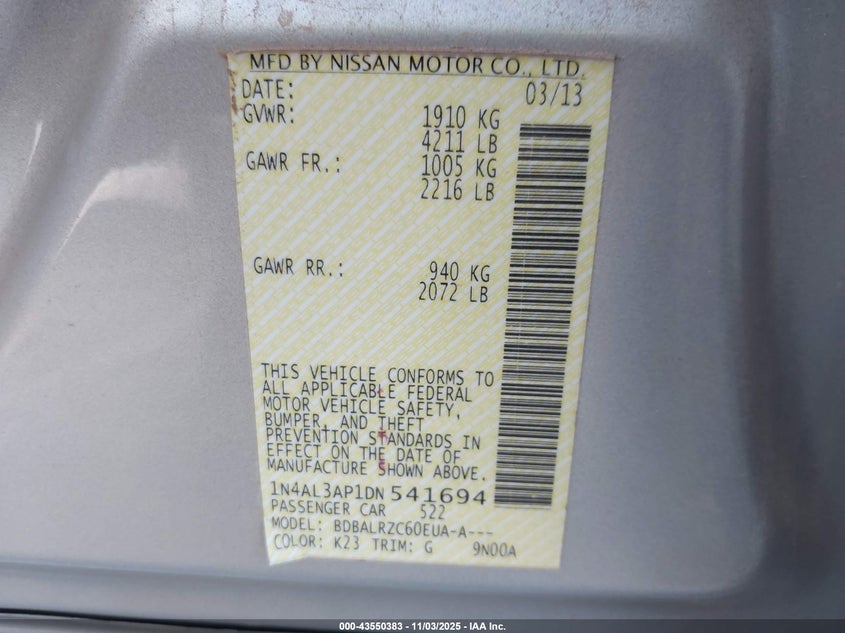 MFD BY NISSAN MOTOR CO., LTD.
DATE: 03/13
GVWR: 1910 KG
4211 LB
GAWR FR.: 1005 KG
2216 LB
GAWR RR.: 940 KG
2072 LB
THIS VEHICLE CONFORMS TO
ALL APPLICABLE FEDERAL
MOTOR VEHICLE SAFETY,
BUMPER, AND THEFT
PREVENTION STANDARDS IN
EFFECT ON THE DATE OF
MANUFACTURE SHOWN ABOVE.
1N4AL3AP1DN 541694
PASSENGER CAR 522
MODEL: BDBALRZC60EUA-A---
COLOR: K23 TRIM: G 9N00A
000-43550383 - 11/03/2025 - IAA Inc.